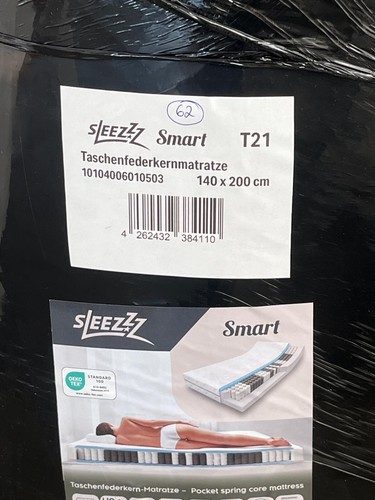 62
SLEEZZZ Smart T21
Taschenfederkernmatratze
10104006010503 140 x 200 cm
4 262432 384110
SLEEZZZ Smart
OEKO
TEX
STANDARD
100
Taschenfederkern-Matratze – Pocket spring core mattress